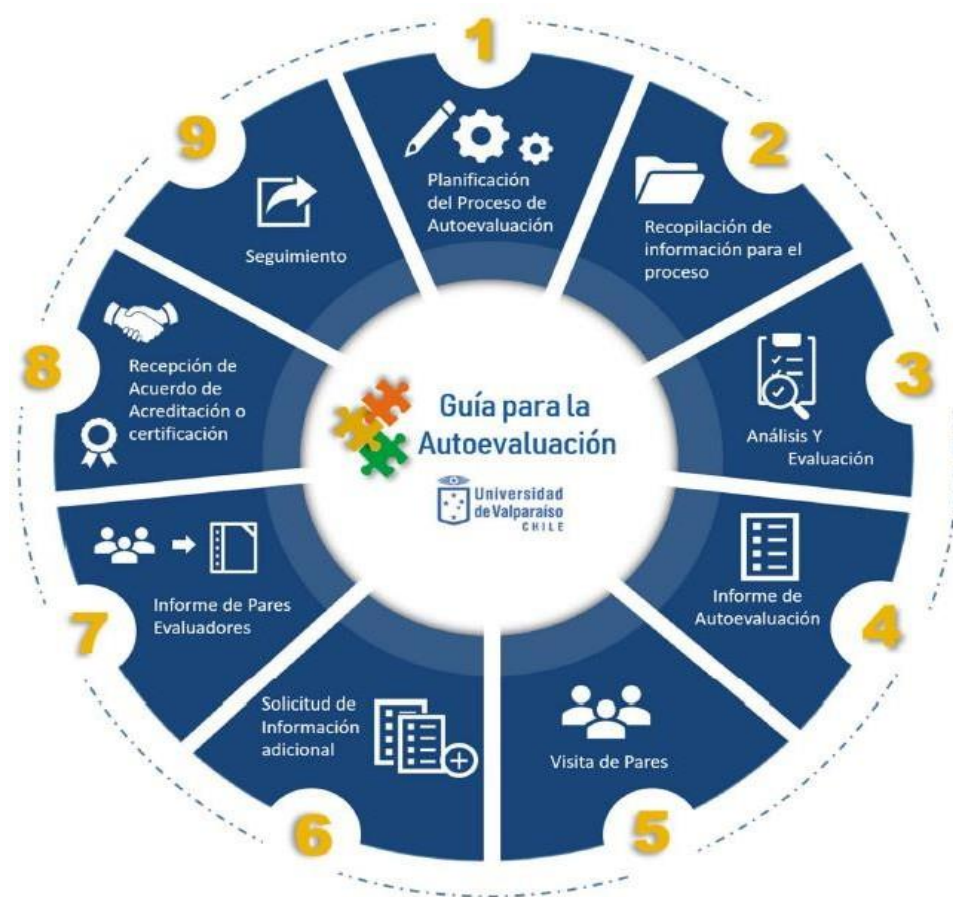 1
Planificación
del Proceso de
Autoevaluación
2
Recopilación de
información para el
proceso
3
Análisis Y
Evaluación
4
Informe de
Autoevaluación
5
Visita de Pares
6
Solicitud de
Información
adicional
7
Informe de Pares
Evaluadores
8
Recepción de
Acuerdo de
Acreditación o
certificación
9
Seguimiento
Guía para la
Autoevaluación
Universidad
de Valparaíso
CHILE